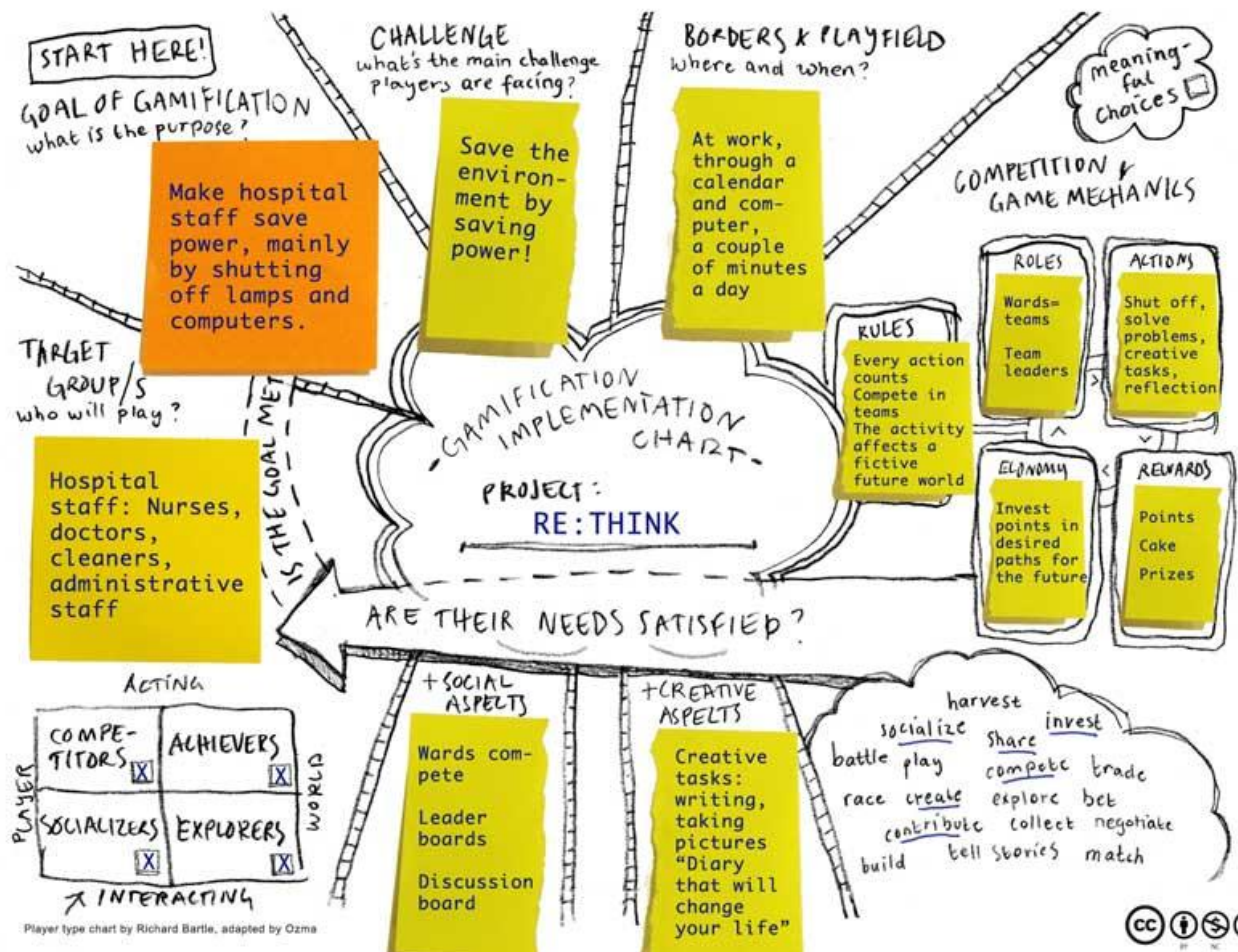 START HERE!
GOAL OF GAMIFICATION
what is the purpose?
Make hospital
staff save
power, mainly
by shutting
off lamps and
computers.
CHALLENGE
what's the main challenge
players are facing?
Save the
environ-
ment by
saving
power!
BORDERS & PLAYFIELD
where and when?
At work,
through a
calendar
and com-
puter,
a couple
of minutes
a day
meaning-
ful
choices
COMPETITION &
GAME MECHANICS
ROLES
Wards=
teams
Team
leaders
ACTIONS
Shut off,
solve
problems,
creative
tasks,
reflection
RULES
Every action
counts
Compete in
teams
The activity
affects a
fictive
future world
ECONOMY
Invest
points in
desired
paths for
the future
REWARDS
Points
Cake
Prizes
TARGET
GROUP/S
who will play?
Hospital
staff: Nurses,
doctors,
cleaners,
administrative
staff
IS THE GOAL MET
-GAMIFICATION
IMPLEMENTATION
CHART-
PROJECT:
RE:THINK
ARE THEIR NEEDS SATISFIED?
ACTING
PLAYER
COMPE-
TITORS X
ACHIEVERS X
SOCIALIZERS X
EXPLORERS X
WORLD
INTERACTING
Player type chart by Richard Bartle, adapted by Ozma
+SOCIAL
ASPECTS
Wards com-
pete
Leader
boards
Discussion
board
+CREATIVE
ASPECTS
Creative
tasks:
writing,
taking
pictures
“Diary
that will
change
your life”
harvest
socialize share invest
battle play compete trade
race create explore bet
contribute collect negotiate
build tell stories match
cc